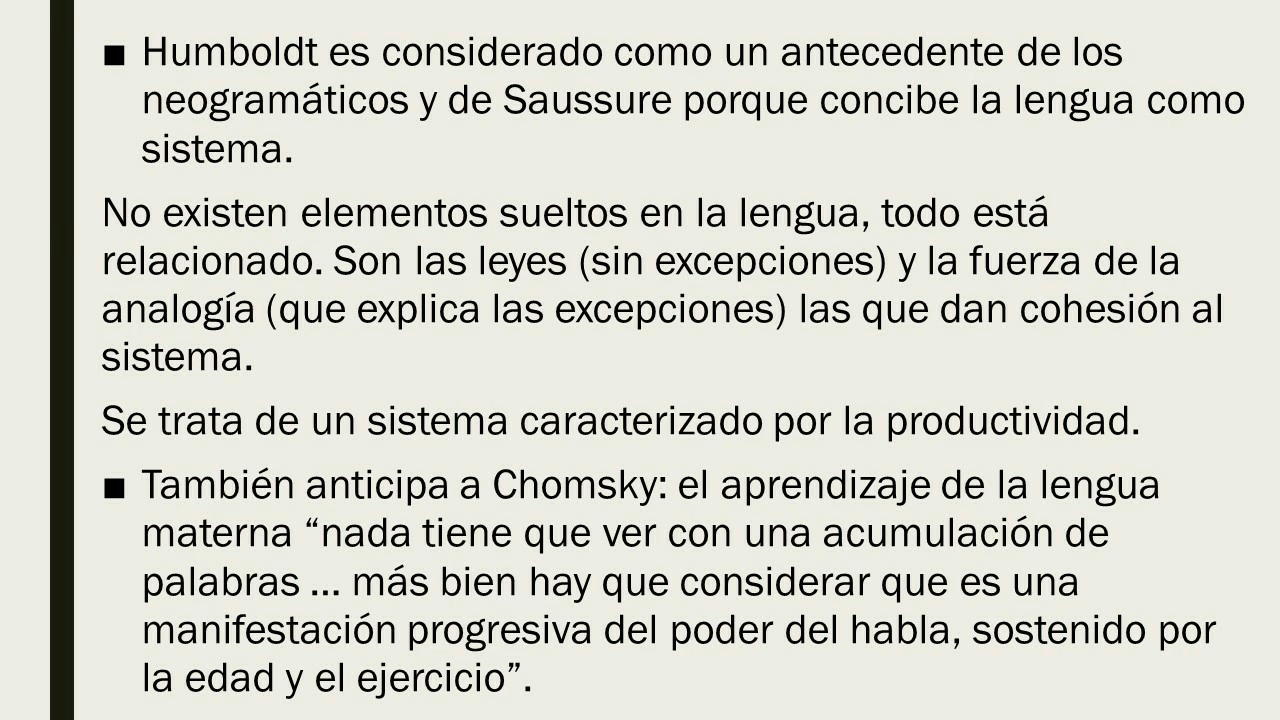 ■ Humboldt es considerado como un antecedente de los
neogramáticos y de Saussure porque concibe la lengua como
sistema.
No existen elementos sueltos en la lengua, todo está
relacionado. Son las leyes (sin excepciones) y la fuerza de la
analogía (que explica las excepciones) las que dan cohesión al
sistema.
Se trata de un sistema caracterizado por la productividad.
■ También anticipa a Chomsky: el aprendizaje de la lengua
materna “nada tiene que ver con una acumulación de
palabras ... más bien hay que considerar que es una
manifestación progresiva del poder del habla, sostenido por
la edad y el ejercicio”.